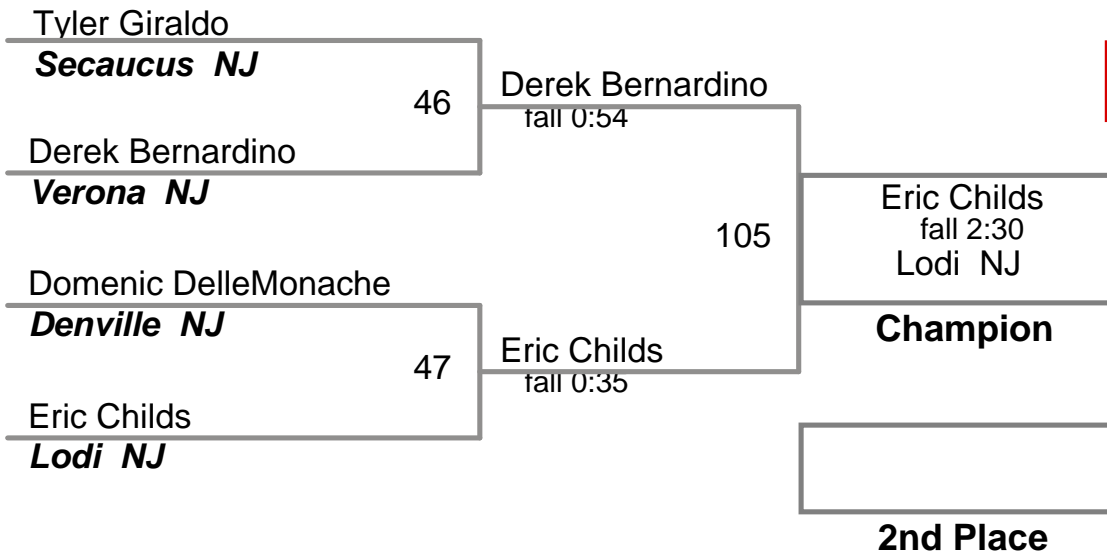 Tyler Giraldo
Secaucus NJ
46
Derek Bernardino
Verona NJ
Derek Bernardino
fall 0:54
Domenic DelleMonache
Denville NJ
47
Eric Childs
Lodi NJ
Eric Childs
fall 0:35
105
Eric Childs
fall 2:30
Lodi NJ
Champion
2nd Place